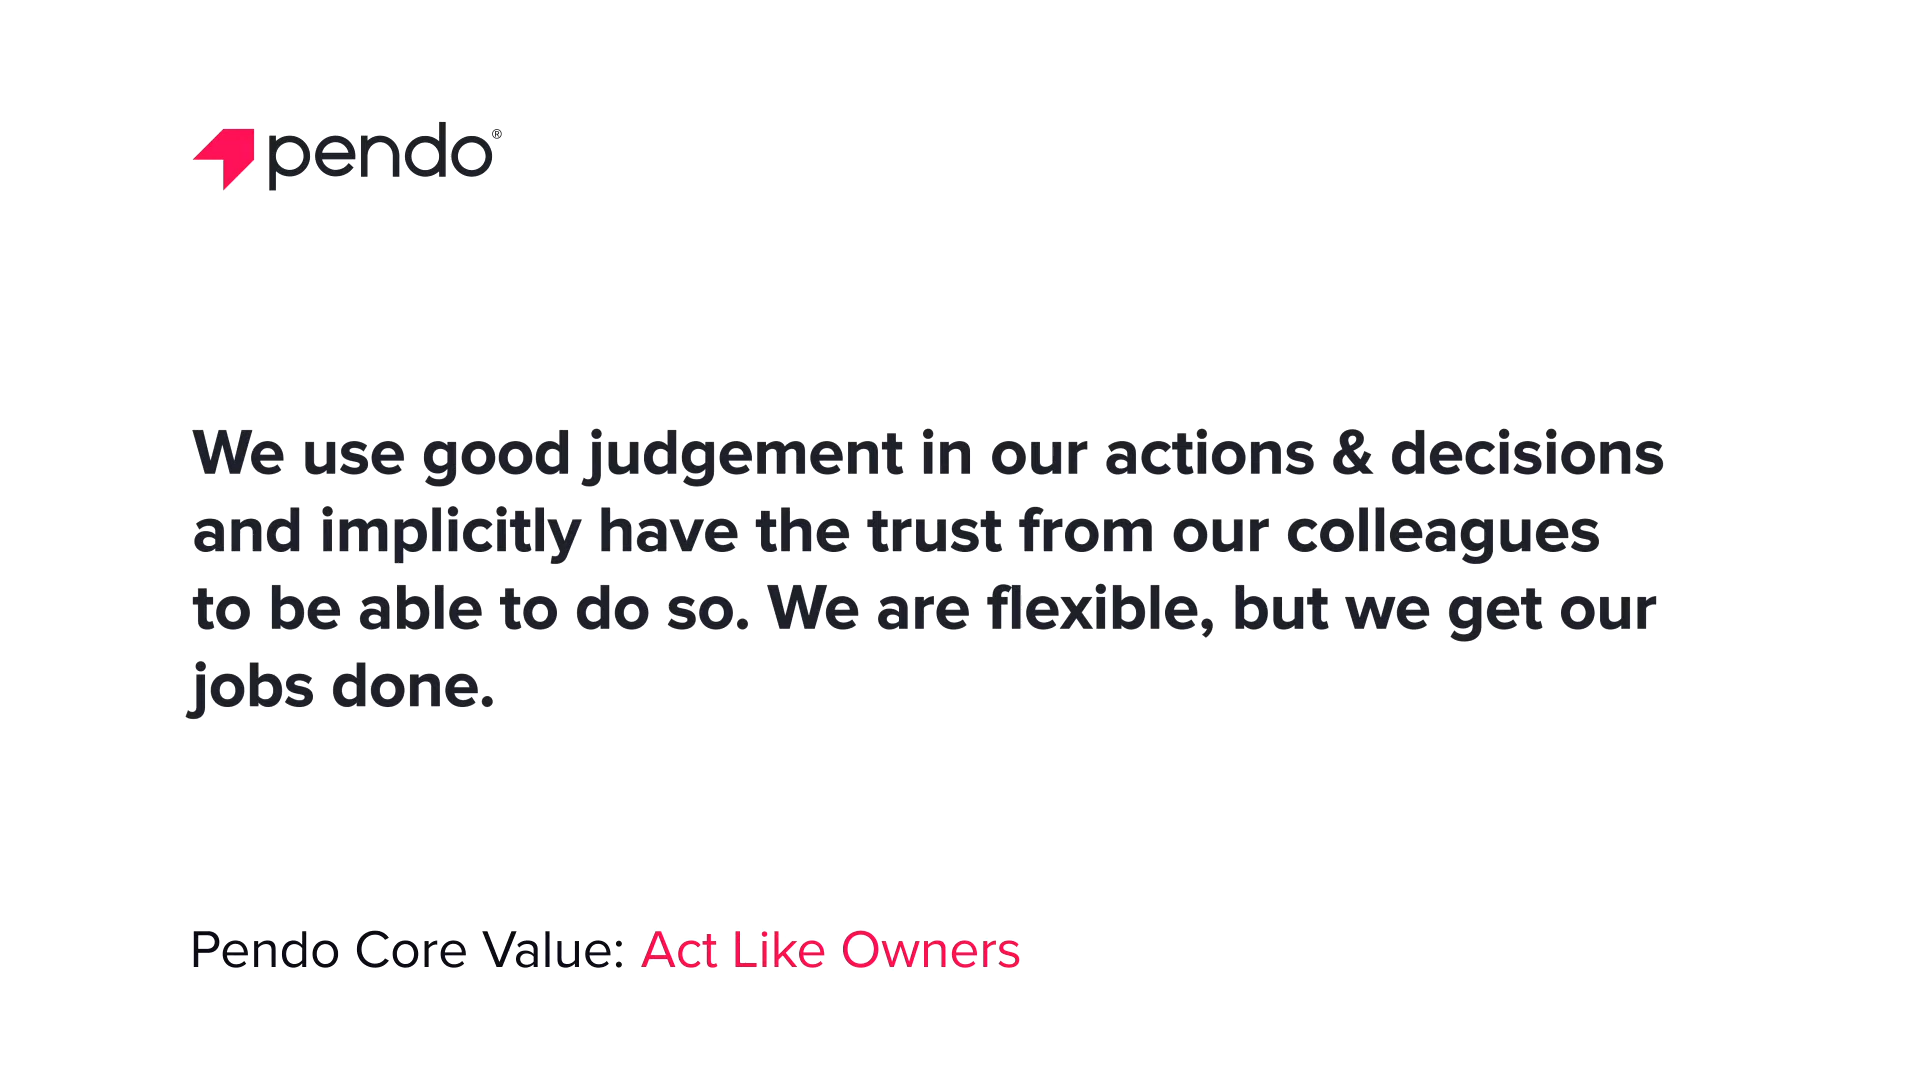 pendo®
We use good judgement in our actions & decisions
and implicitly have the trust from our colleagues
to be able to do so. We are flexible, but we get our
jobs done.
Pendo Core Value: Act Like Owners